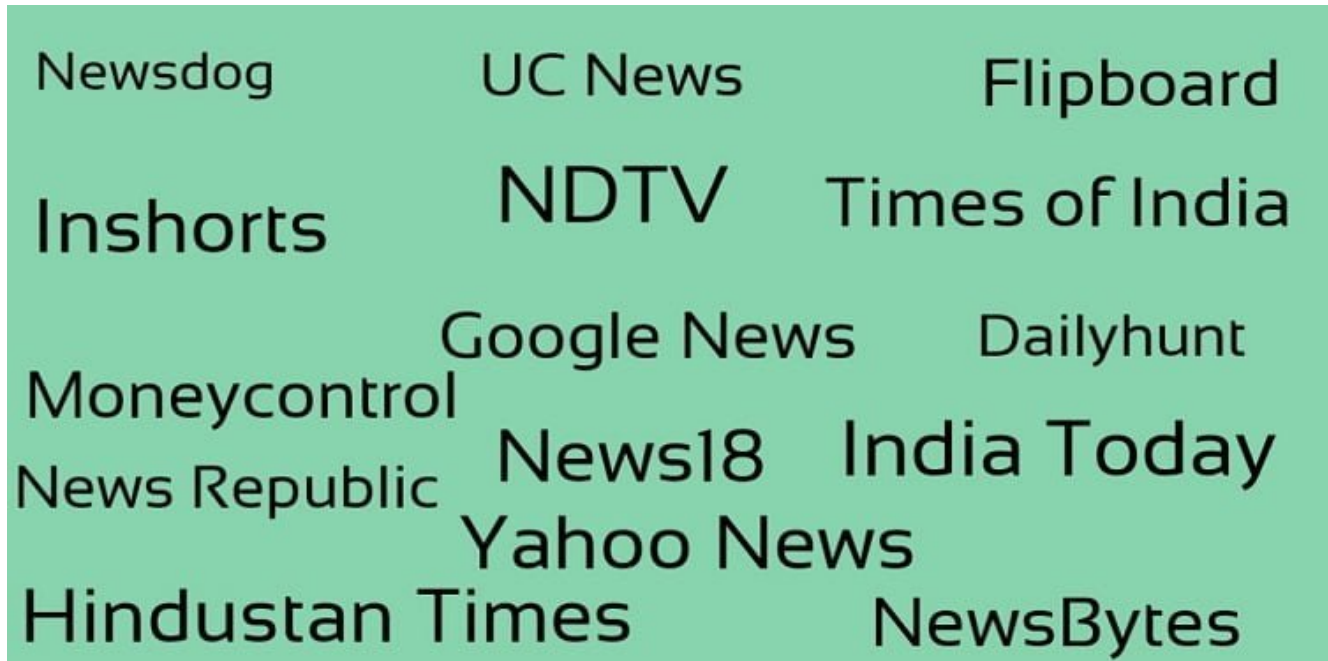 Newsdog
UC News
Flipboard
Inshorts
NDTV
Times of India
Google News
Dailyhunt
Moneycontrol
News18
India Today
News Republic
Yahoo News
Hindustan Times
NewsBytes